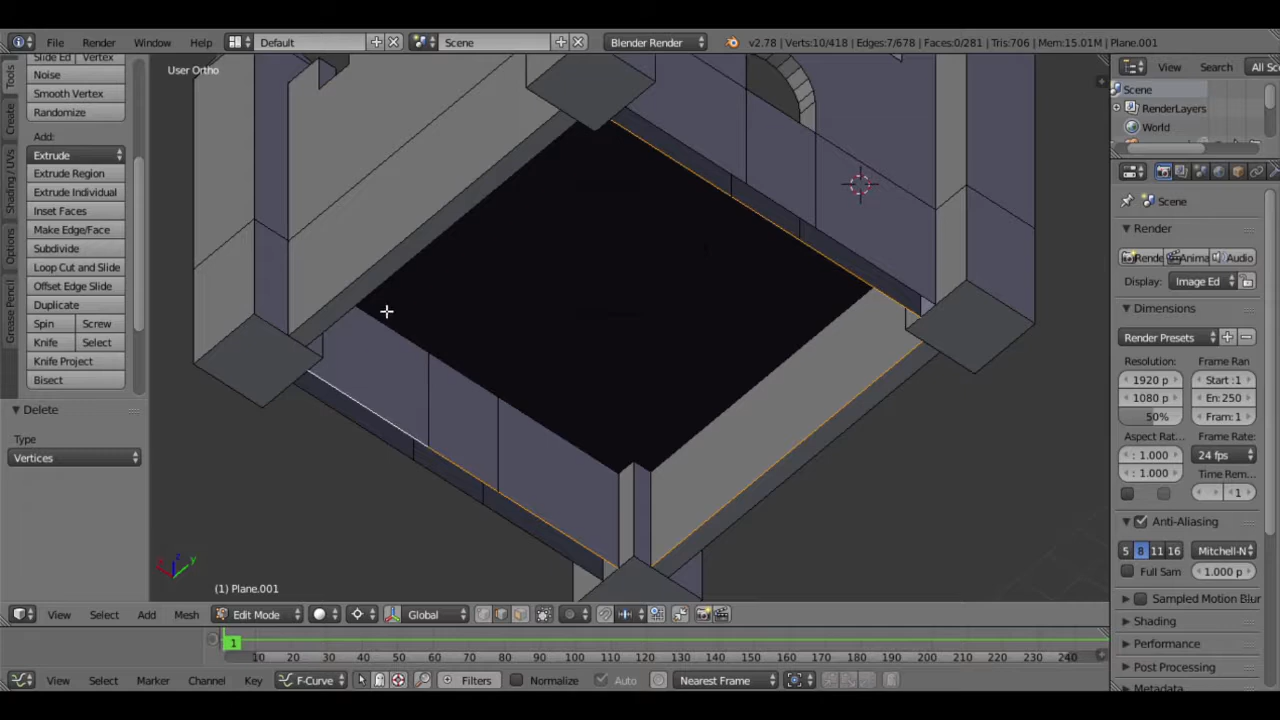 File Render Window Help Default Scene Blender Render v2.78 | Verts:10/418 | Edges:7/678 | Faces:0/281 | Tris:706 | Mem:15.01M | Plane.001
User Ortho
Tools
Create
Shading / UVs
Options
Grease Pencil
Slide Ed Vertex
Noise
Smooth Vertex
Randomize
Add:
Extrude
Extrude Region
Extrude Individual
Inset Faces
Make Edge/Face
Subdivide
Loop Cut and Slide
Offset Edge Slide
Duplicate
Spin Screw
Knife Select
Knife Project
Bisect
Delete
Type
Vertices
z
y
(1) Plane.001
View Search All Sc
Scene
RenderLayers
World
Scene
Render
Rende Anima Audio
Display: Image Ed
Dimensions
Render Presets
Resolution: Frame Ran
1920 p Start :1
1080 p En: 250
50% Fram: 1
Aspect Rat... Frame Rate:
: 1.000 24 fps
: 1.000 Time Rem...
1
Anti-Aliasing
5 8 11 16 Mitchell-N
Full Sam 1.000 p
Sampled Motion Blur
Shading
Performance
Post Processing
Metadata
View Select Add Mesh Edit Mode Global
1
10 20 30 40 50 60 70 80 90 100 110 120 130 140 150 160 170 180 190 200 210 220 230 240
View Select Marker Channel Key F-Curve Filters Normalize Auto Nearest Frame